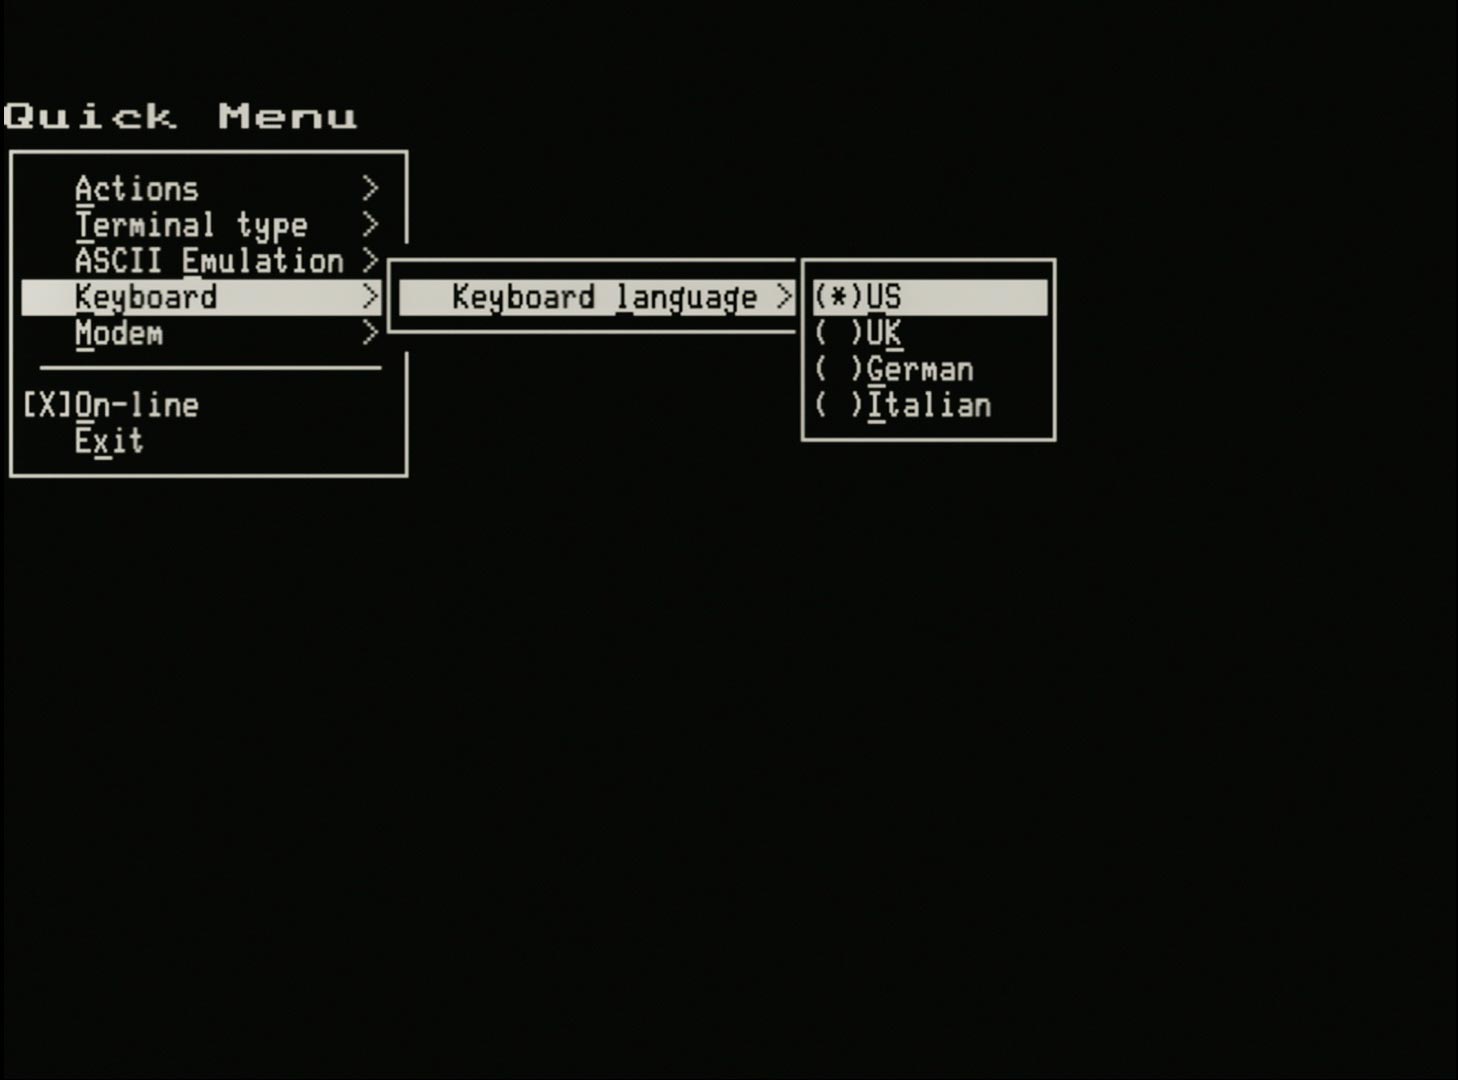 Quick Menu
Actions >
Terminal type >
ASCII Emulation >
Keyboard > Keyboard language > (*)US
Modem > ( )UK
( )German
[X]On-line ( )Italian
Exit